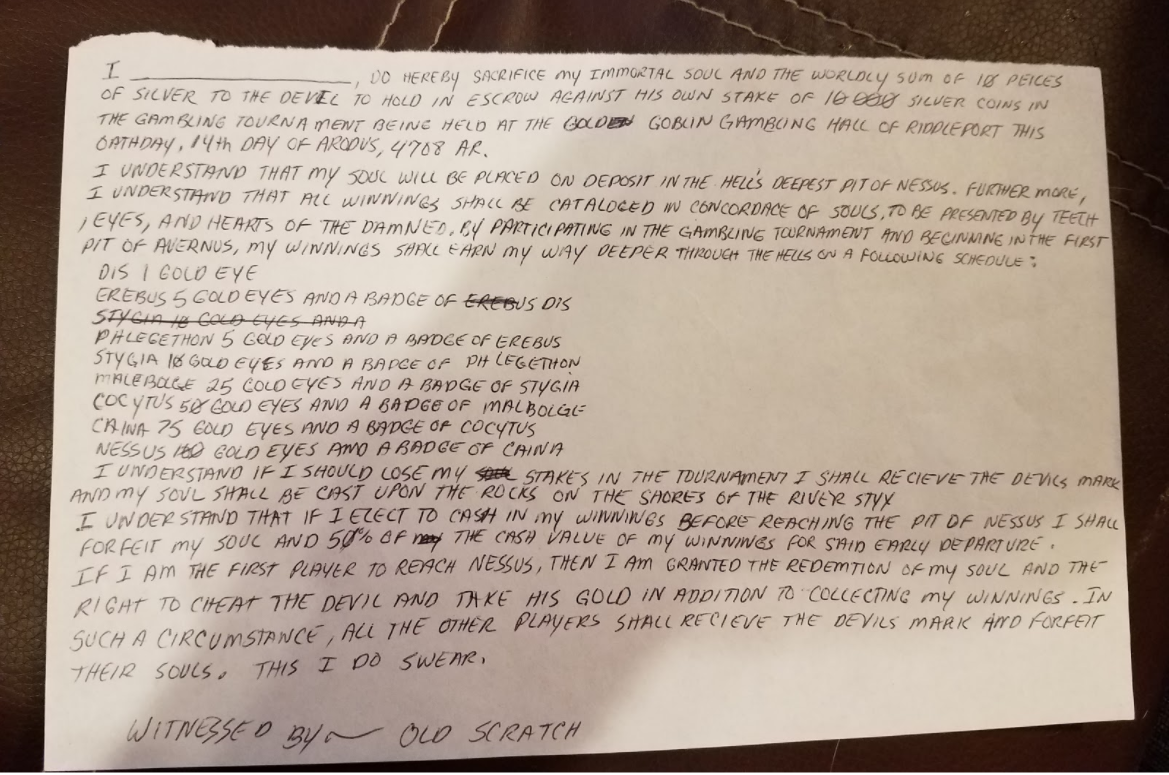 I ____________________, DO HEREBY SACRIFICE MY IMMORTAL SOUL AND THE WORLDLY SUM OF 10 PEICES
OF SILVER TO THE DEVIL TO HOLD IN ESCROW AGAINST HIS OWN STAKE OF 10 000 SILVER COINS IN
THE GAMBLING TOURNAMENT BEING HELD AT THE GOLDEN GOBLIN GAMBLING HALL OF RIDDLEPORT THIS
OATHDAY, 14th DAY OF ARODUS, 4708 AR.
I UNDERSTAND THAT MY SOUL WILL BE PLACED ON DEPOSIT IN THE HELL'S DEEPEST PIT OF NESSUS. FURTHER MORE,
I UNDERSTAND THAT ALL WINNINGS SHALL BE CATALOGED IN CONCORDACE OF SOULS, TO BE PRESENTED BY TEETH
, EYES, AND HEARTS OF THE DAMNED. BY PARTICIPATING IN THE GAMBLING TOURNAMENT AND BEGINNING IN THE FIRST
PIT OF AVERNUS, MY WINNINGS SHALL EARN MY WAY DEEPER THROUGH THE HELLS ON A FOLLOWING SCHEDULE:
DIS 1 GOLD EYE
EREBUS 5 GOLD EYES AND A BADGE OF EREBUS DIS
STYGIA 10 GOLD EYES AND A
PHLEGETHON 5 GOLD EYES AND A BADGE OF EREBUS
STYGIA 10 GOLD EYES AND A BADGE OF PHLEGETHON
MALEBOLGE 25 GOLD EYES AND A BADGE OF STYGIA
COCYTUS 50 GOLD EYES AND A BADGE OF MALBOLGE
CAINA 75 GOLD EYES AND A BADGE OF COCYTUS
NESSUS 100 GOLD EYES AND A BADGE OF CAINA
I UNDERSTAND IF I SHOULD LOSE MY STAKES IN THE TOURNAMENT I SHALL RECIEVE THE DEVILS MARK
AND MY SOUL SHALL BE CAST UPON THE ROCKS ON THE SHORES OF THE RIVER STYX
I UNDERSTAND THAT IF I ELECT TO CASH IN MY WINNINGS BEFORE REACHING THE PIT OF NESSUS I SHALL
FORFEIT MY SOUL AND 50% OF THE CASH VALUE OF MY WINNINGS FOR SAID EARLY DEPARTURE.
IF I AM THE FIRST PLAYER TO REACH NESSUS, THEN I AM GRANTED THE REDEMTION OF MY SOUL AND THE
RIGHT TO CHEAT THE DEVIL AND TAKE HIS GOLD IN ADDITION TO COLLECTING MY WINNINGS. IN
SUCH A CIRCUMSTANCE, ALL THE OTHER PLAYERS SHALL RECIEVE THE DEVILS MARK AND FORFEIT
THEIR SOULS. THIS I DO SWEAR.
WITNESSED BY~ OLD SCRATCH